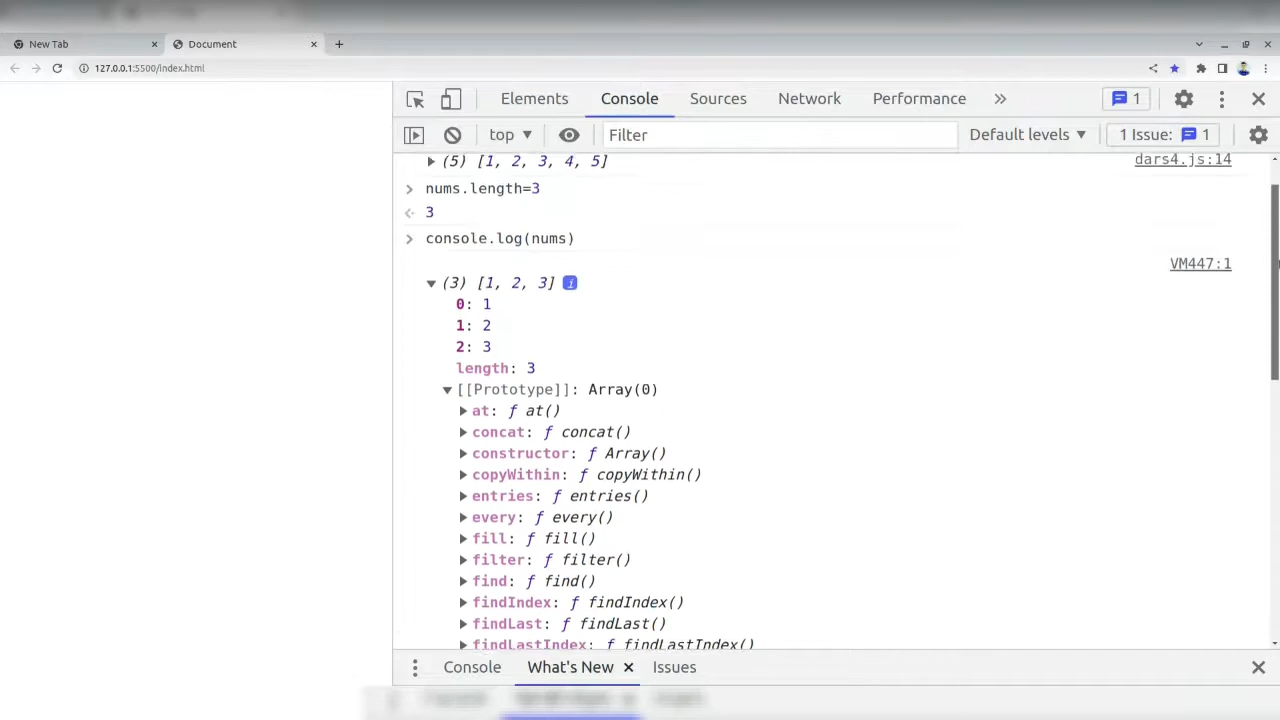 New Tab
Document
127.0.0.1:5500/index.html
Elements Console Sources Network Performance 1
top Filter Default levels 1 Issue: 1
(5) [1, 2, 3, 4, 5] dars4.js:14
nums.length=3
3
console.log(nums)
VM447:1
(3) [1, 2, 3] i
0: 1
1: 2
2: 3
length: 3
[[Prototype]]: Array(0)
at: ƒ at()
concat: ƒ concat()
constructor: ƒ Array()
copyWithin: ƒ copyWithin()
entries: ƒ entries()
every: ƒ every()
fill: ƒ fill()
filter: ƒ filter()
find: ƒ find()
findIndex: ƒ findIndex()
findLast: ƒ findLast()
findLastIndex: ƒ findLastIndex()
Console What's New Issues